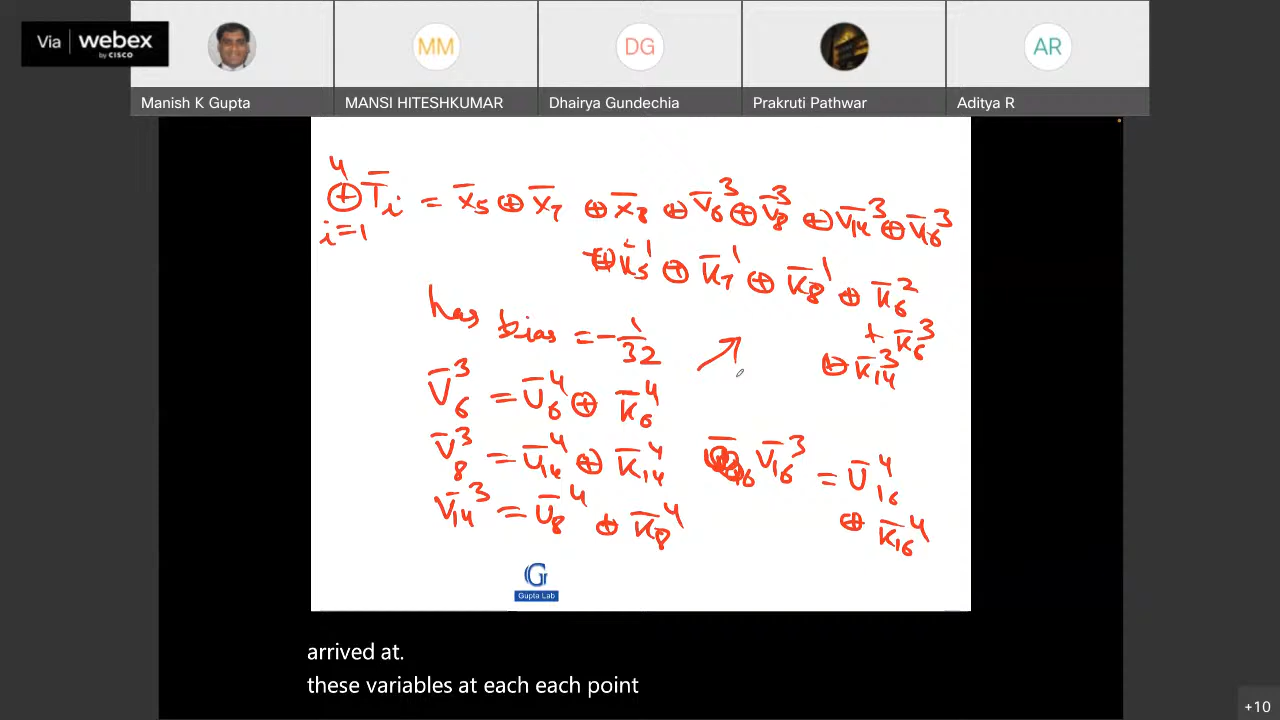 Via webex
by CISCO
MM
DG
AR
Manish K Gupta
MANSI HITESHKUMAR
Dhairya Gundechia
Prakruti Pathwar
Aditya R
4
⊕ T̄i = X̄5 ⊕ X̄7 ⊕ X̄8 ⊕ V̄6³ ⊕ V̄8³ ⊕ V̄14³ ⊕ V̄16³
i=1
⊕ K̄5¹ ⊕ K̄7¹ ⊕ K̄8¹ ⊕ K̄6²
+ K̄6³
⊕ K̄14³
has bias = -1/32
V̄6³ = Ū6⁴ ⊕ K̄6⁴
V̄8³ = Ū14⁴ ⊕ K̄14⁴
V̄14³ = Ū8⁴ ⊕ K̄8⁴
V̄16³ = Ū16⁴
⊕ K̄16⁴
G
Gupta Lab
arrived at.
these variables at each each point
+10